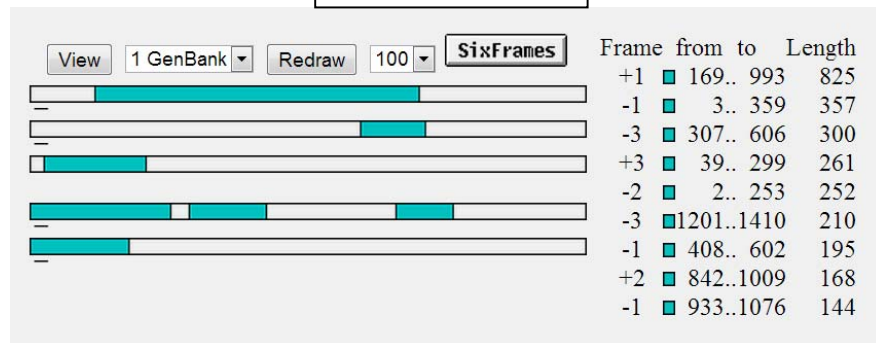 View 1 GenBank Redraw 100 SixFrames
Frame from to Length
+1 169.. 993 825
-1 3.. 359 357
-3 307.. 606 300
+3 39.. 299 261
-2 2.. 253 252
-3 1201..1410 210
-1 408.. 602 195
+2 842..1009 168
-1 933..1076 144